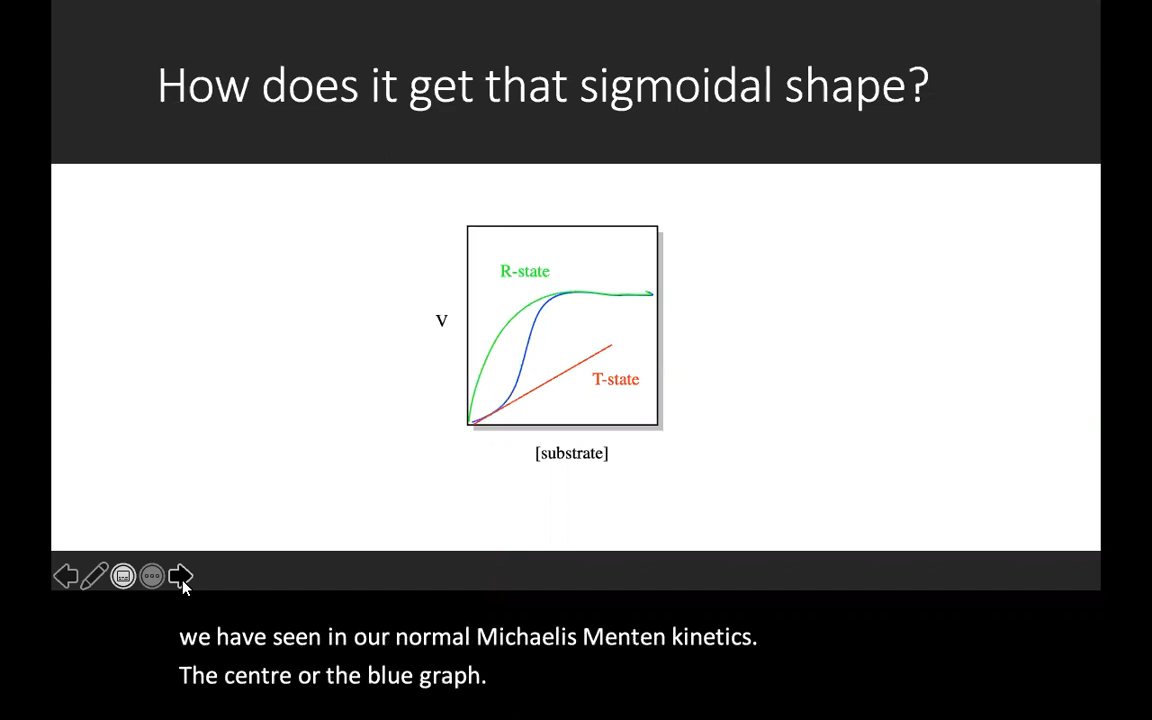 How does it get that sigmoidal shape?
R-state
V
T-state
[substrate]
we have seen in our normal Michaelis Menten kinetics.
The centre or the blue graph.